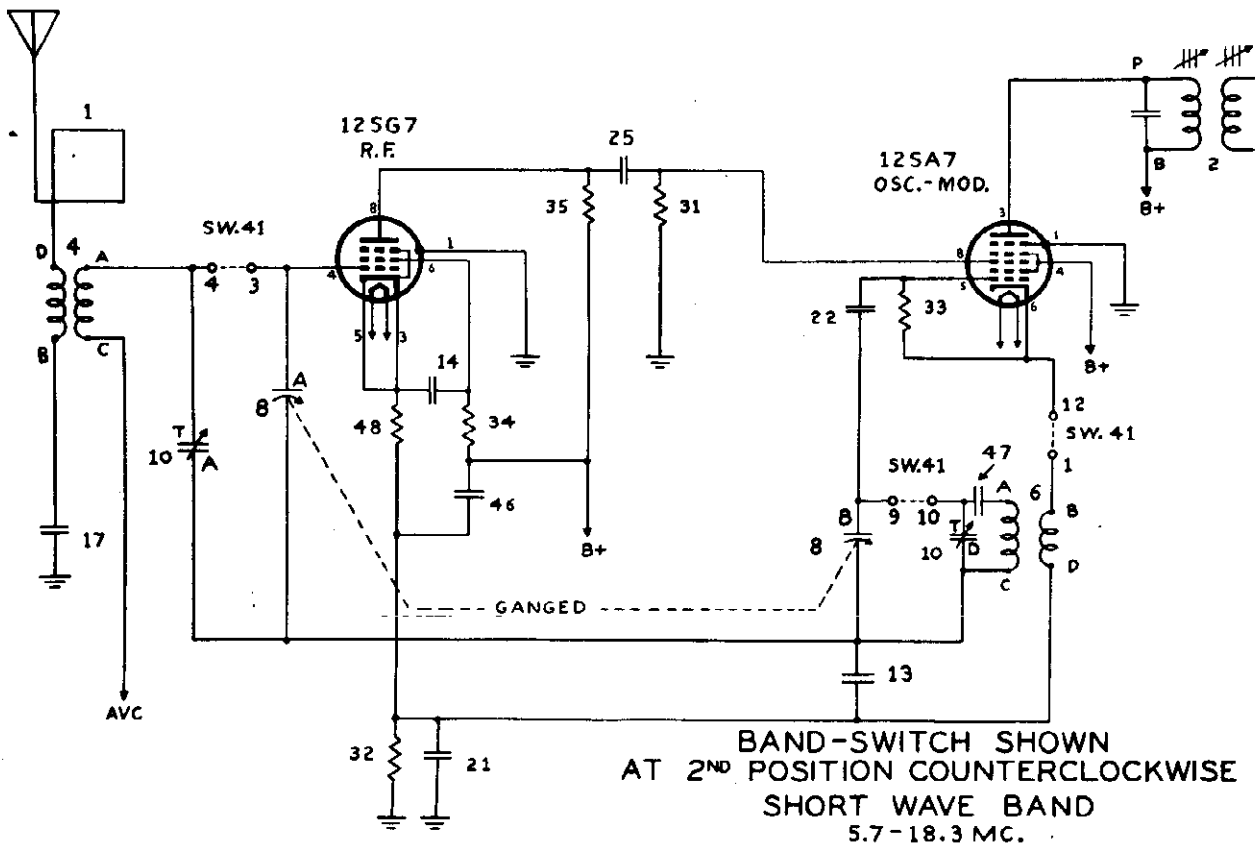 1
12SG7
R.F.
25
12SA7
OSC.-MOD.
P
B
2
B+
35
31
SW.41
D
4
A
4
3
B
C
8
1
6
4
5
3
3
1
8
4
5
6
22
33
B+
14
A
8
48
34
T
10
A
46
12
SW.41
1
47
SW.41
9
10
A
6
B
8
8
T
10
D
C
D
17
B+
GANGED
13
AVC
32
21
BAND-SWITCH SHOWN
AT 2ND POSITION COUNTERCLOCKWISE
SHORT WAVE BAND
5.7-18.3 MC.